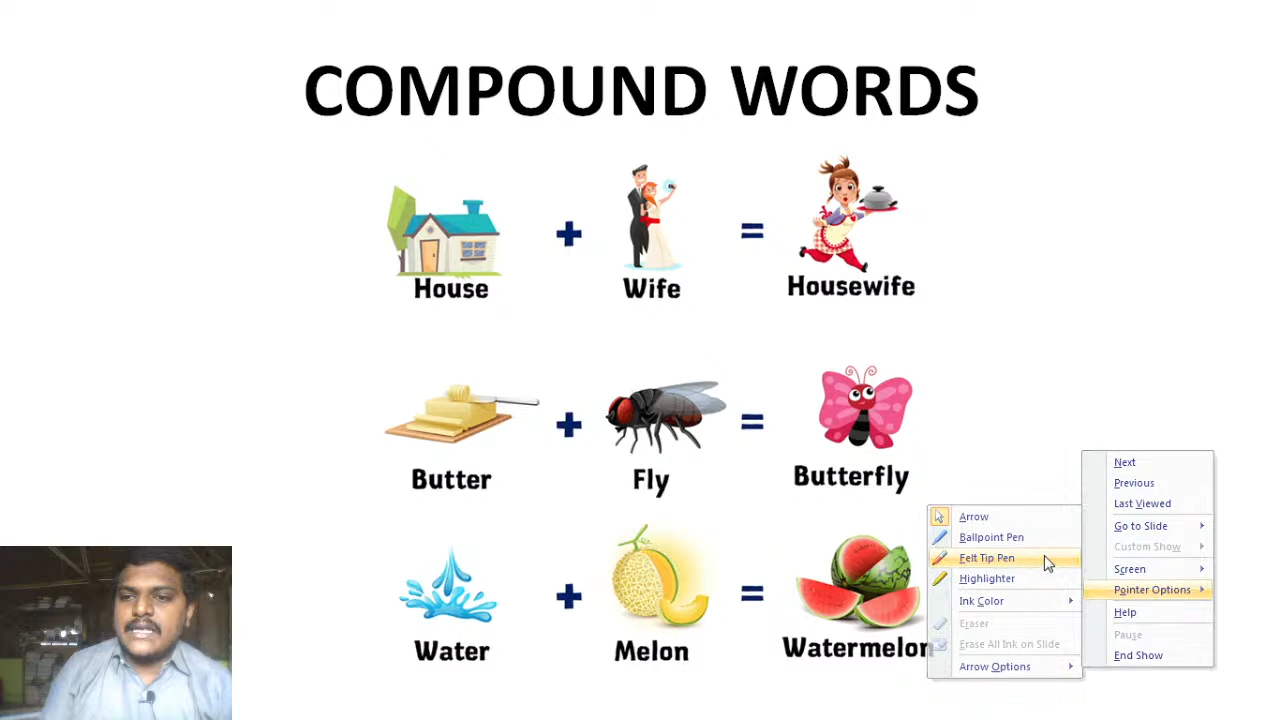 COMPOUND WORDS
House + Wife = Housewife
Butter + Fly = Butterfly
Water + Melon = Watermelon
Arrow
Ballpoint Pen
Felt Tip Pen
Highlighter
Ink Color
Eraser
Erase All Ink on Slide
Arrow Options
Next
Previous
Last Viewed
Go to Slide
Custom Show
Screen
Pointer Options
Help
Pause
End Show